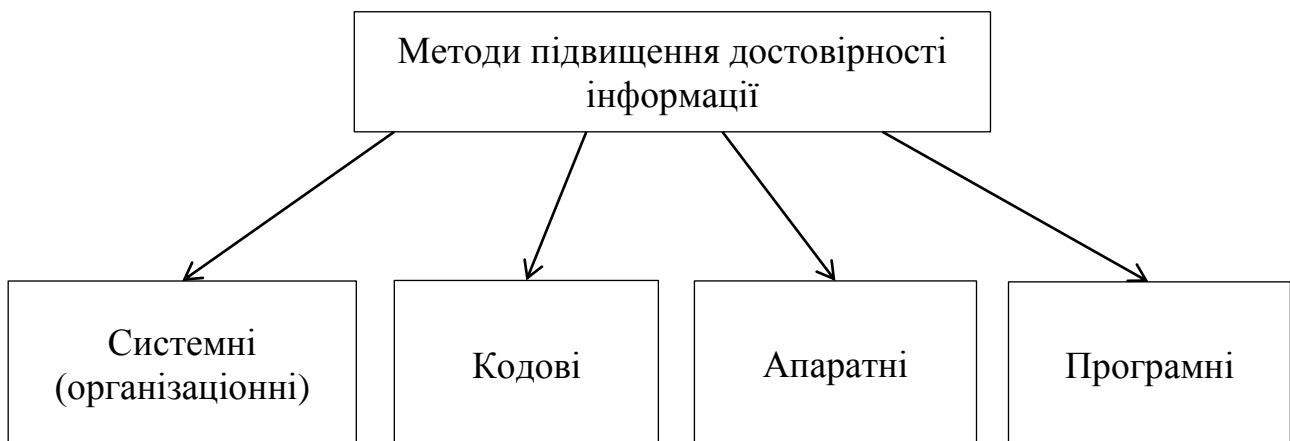 Методи підвищення достовірності
інформації
Системні
(організаціонні)
Кодові
Апаратні
Програмні